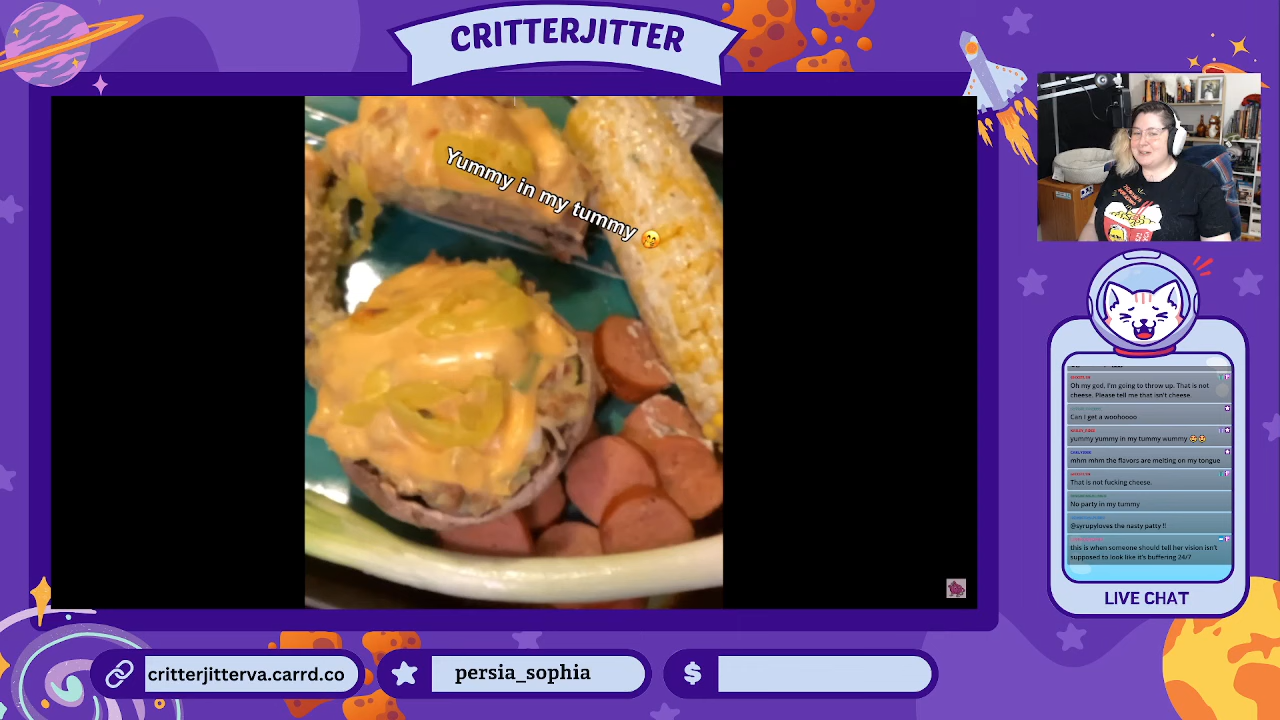 CRITTERJITTER
Yummy in my tummy 🤭
Oh my god, I'm going to throw up. That is not
cheese. Please tell me that isn't cheese.
Can I get a woohoooo
yummy yummy in my tummy wummy 🤩🤩
mhm mhm the flavors are melting on my tongue
That is not fucking cheese.
No party in my tummy
@syrupyloves the nasty patty !!
this is when someone should tell her vision isn't
supposed to look like it's buffering 24/7
LIVE CHAT
critterjitterva.carrd.co
persia_sophia
$